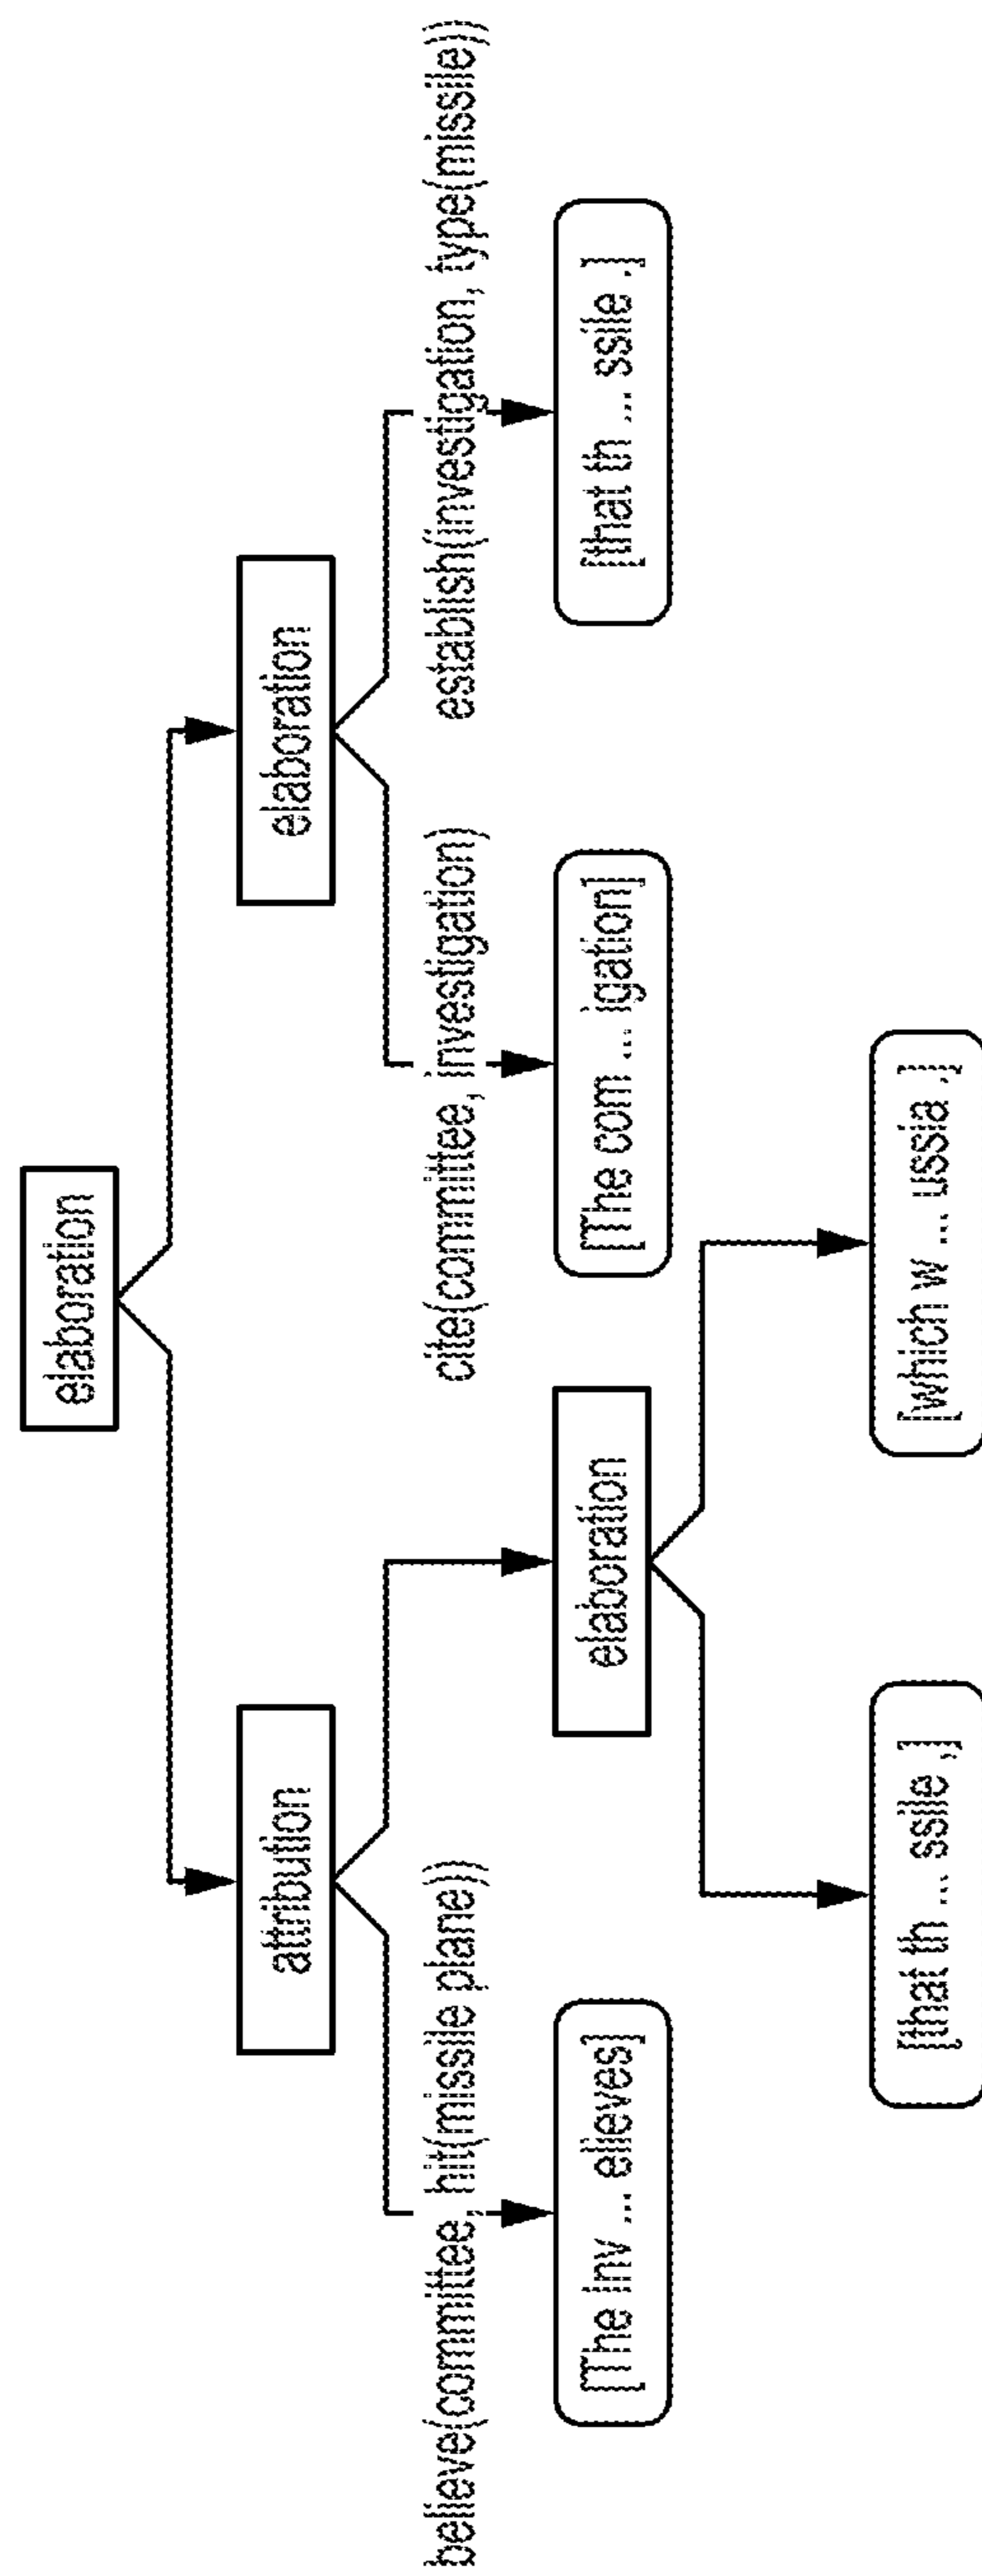 elaboration
attribution
elaboration
believe(committee, hit(missile plane))
cite(committee, investigation)
establish(investigation, type(missile))
[The Inv ... elieves]
elaboration
[The com ... igation]
[that th ... ssile ,]
[that th ... ssile ,]
[which w ... ussia ,]